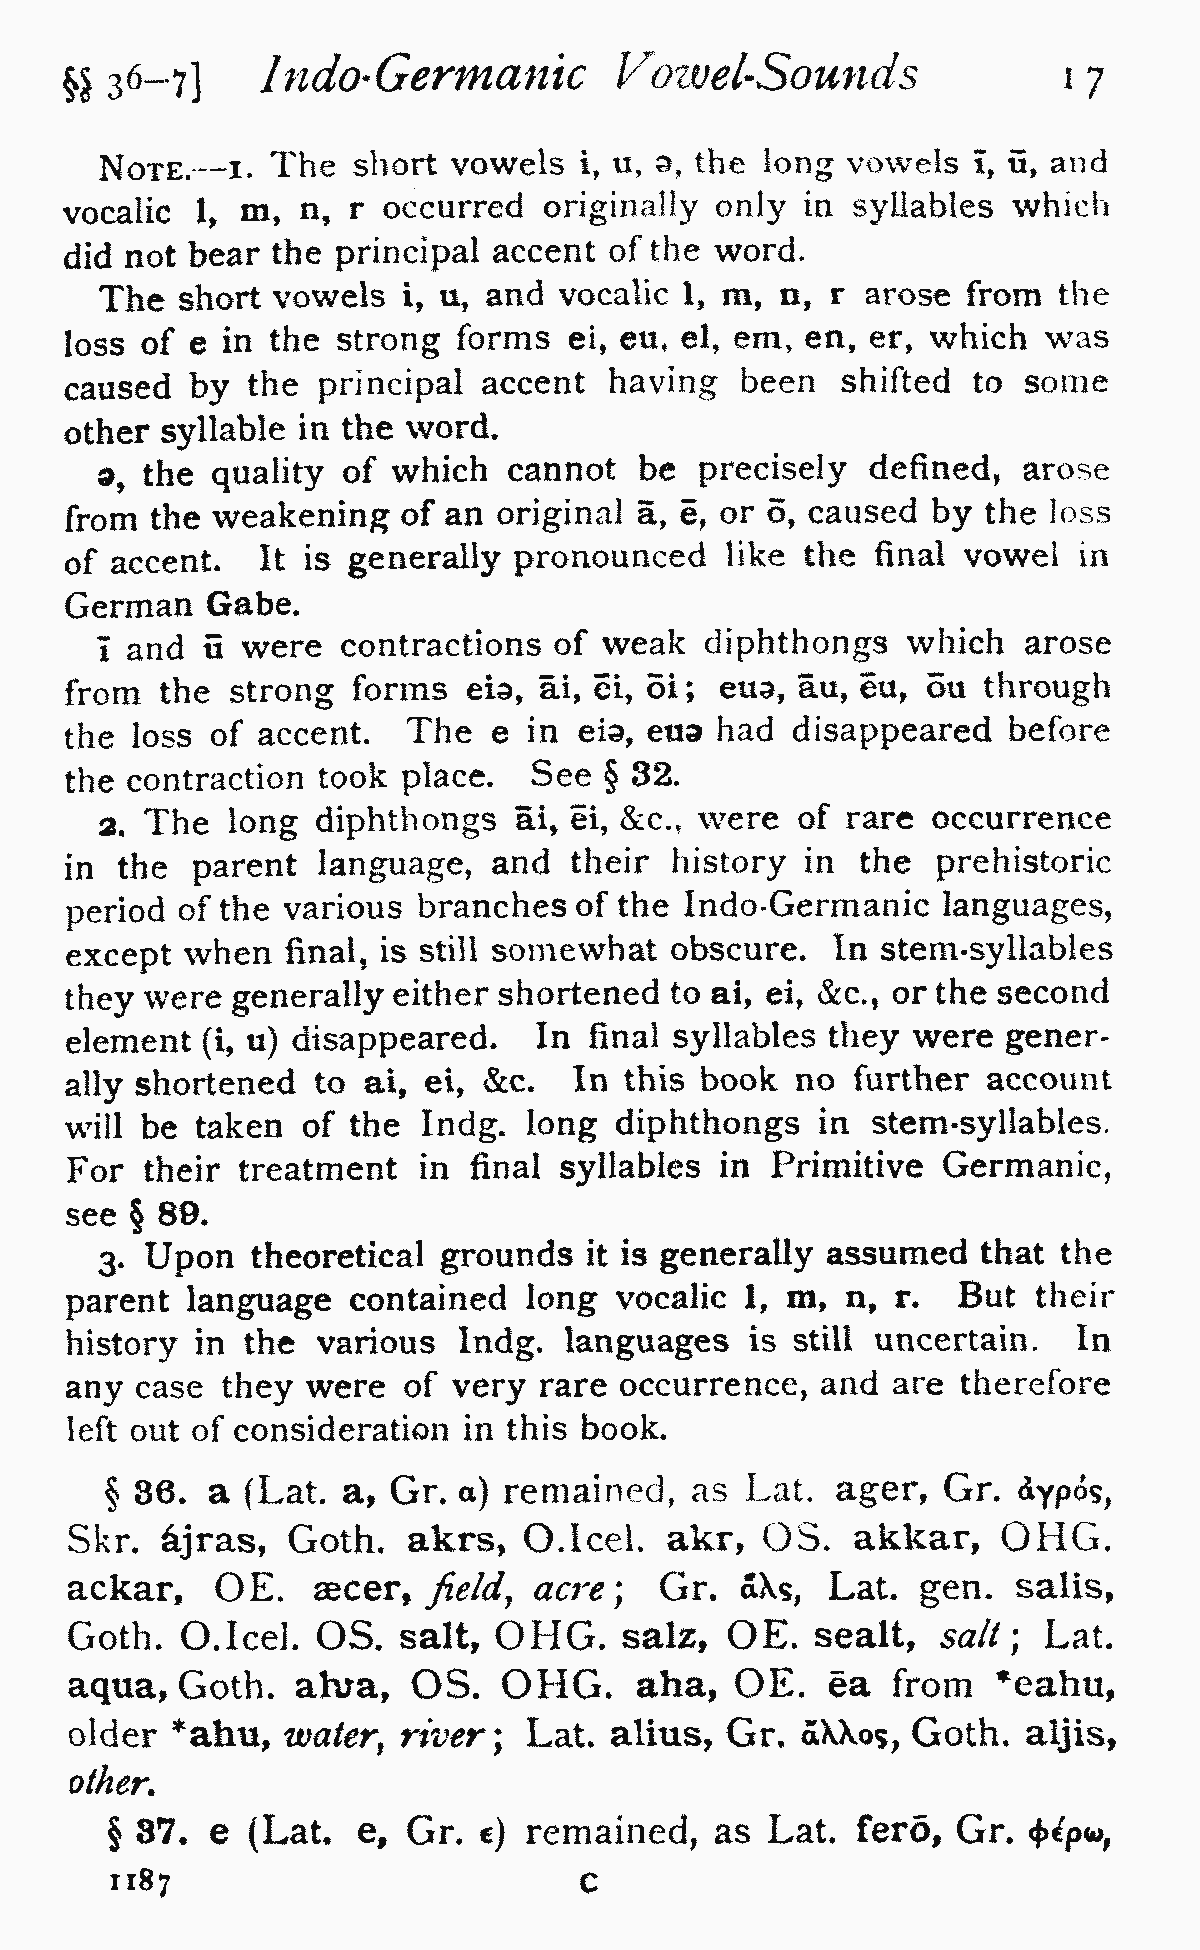 §§ 36–7] Indo-Germanic Vowel-Sounds 17
NOTE.—1. The short vowels i, u, ə, the long vowels ī, ū, and
vocalic l, m, n, r occurred originally only in syllables which
did not bear the principal accent of the word.
The short vowels i, u, and vocalic l, m, n, r arose from the
loss of e in the strong forms ei, eu, el, em, en, er, which was
caused by the principal accent having been shifted to some
other syllable in the word.
ə, the quality of which cannot be precisely defined, arose
from the weakening of an original ā, ē, or ō, caused by the loss
of accent. It is generally pronounced like the final vowel in
German Gabe.
ī and ū were contractions of weak diphthongs which arose
from the strong forms eiə, āi, ēi, ōi; euə, āu, ēu, ōu through
the loss of accent. The e in eiə, euə had disappeared before
the contraction took place. See § 32.
2. The long diphthongs āi, ēi, &c., were of rare occurrence
in the parent language, and their history in the prehistoric
period of the various branches of the Indo-Germanic languages,
except when final, is still somewhat obscure. In stem-syllables
they were generally either shortened to ai, ei, &c., or the second
element (i, u) disappeared. In final syllables they were gener-
ally shortened to ai, ei, &c. In this book no further account
will be taken of the Indg. long diphthongs in stem-syllables.
For their treatment in final syllables in Primitive Germanic,
see § 89.
3. Upon theoretical grounds it is generally assumed that the
parent language contained long vocalic l, m, n, r. But their
history in the various Indg. languages is still uncertain. In
any case they were of very rare occurrence, and are therefore
left out of consideration in this book.
§ 36. a (Lat. a, Gr. α) remained, as Lat. ager, Gr. ἀγρός,
Skr. ájras, Goth. akrs, O.Icel. akr, OS. akkar, OHG.
ackar, OE. æcer, field, acre; Gr. ἅλς, Lat. gen. salis,
Goth. O.Icel. OS. salt, OHG. salz, OE. sealt, salt; Lat.
aqua, Goth. aƕa, OS. OHG. aha, OE. ēa from *eahu,
older *ahu, water, river; Lat. alius, Gr. ἄλλος, Goth. aljis,
other.
§ 37. e (Lat. e, Gr. ε) remained, as Lat. ferō, Gr. φέρω,
1187 C